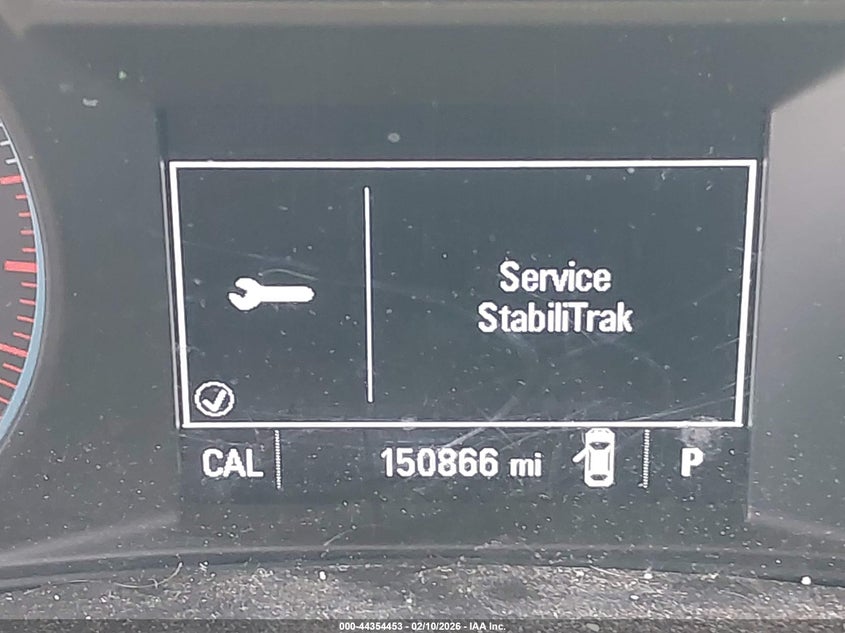 Service
StabiliTrak
CAL 150866 mi P
000-44354453 - 02/10/2026 - IAA Inc.